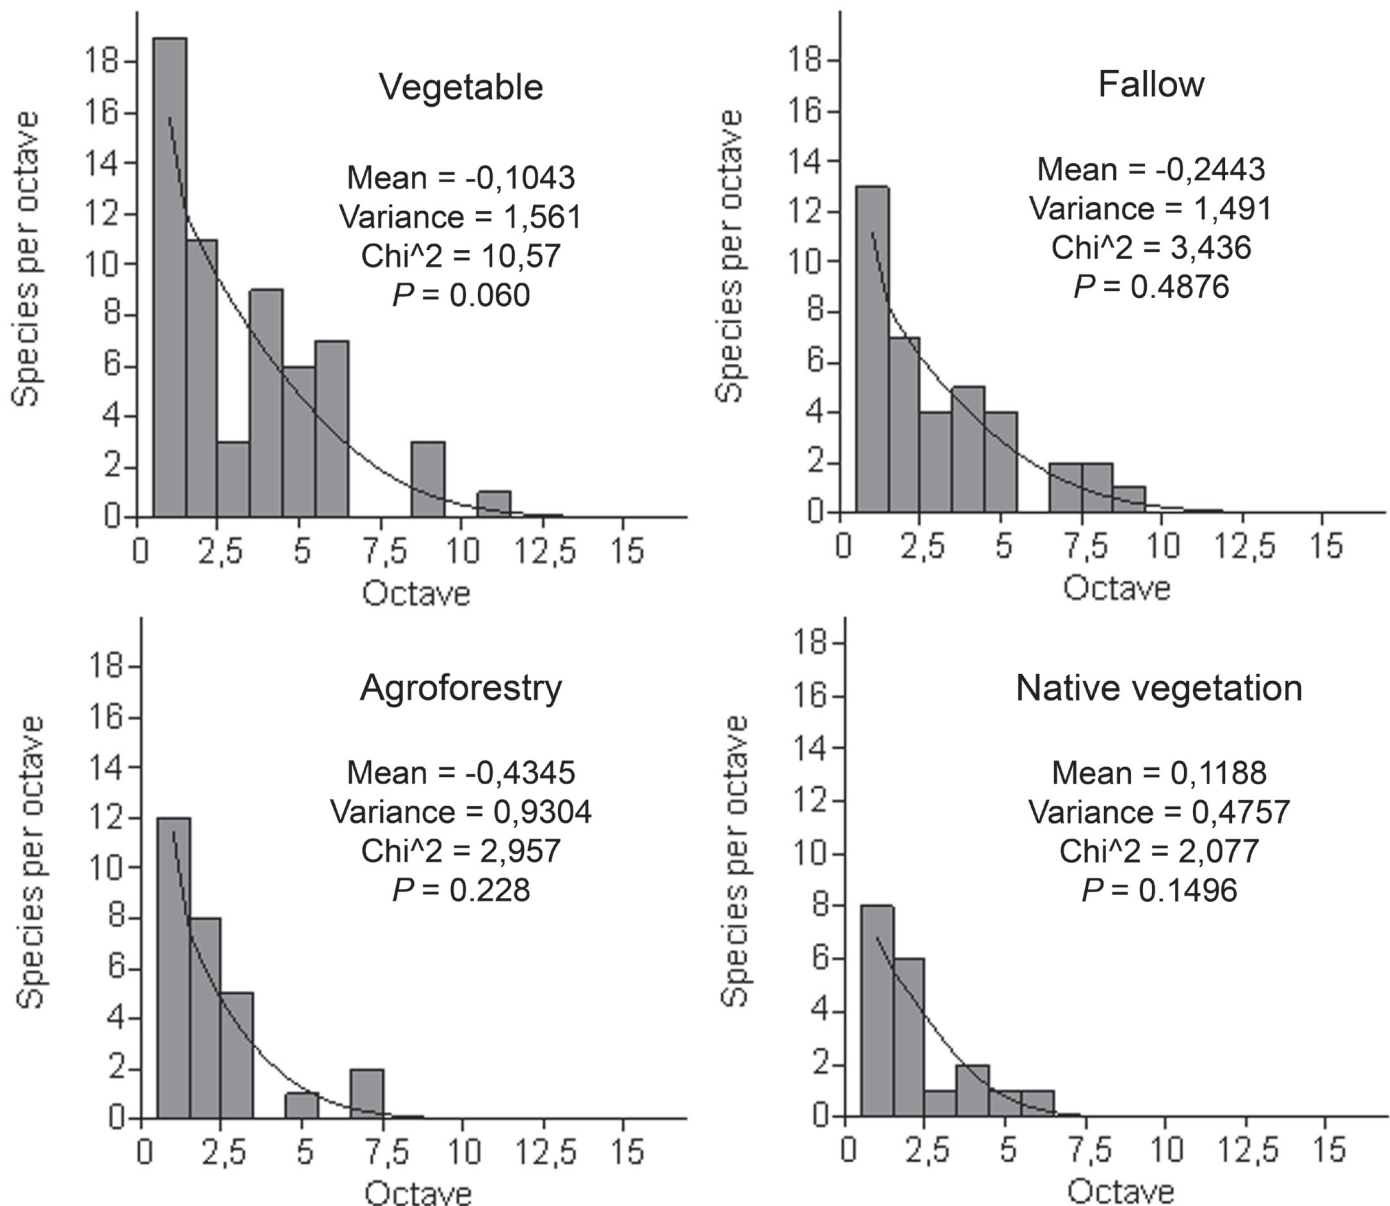 Vegetable
Mean = -0,1043
Variance = 1,561
Chi^2 = 10,57
P = 0.060
Species per octave
18
16
14
12
10
8
6
4
2
0
0 2,5 5 7,5 10 12,5 15
Octave
Fallow
Mean = -0,2443
Variance = 1,491
Chi^2 = 3,436
P = 0.4876
Species per octave
18
16
14
12
10
8
6
4
2
0
0 2,5 5 7,5 10 12,5 15
Octave
Agroforestry
Mean = -0,4345
Variance = 0,9304
Chi^2 = 2,957
P = 0.228
Species per octave
18
16
14
12
10
8
6
4
2
0
0 2,5 5 7,5 10 12,5 15
Octave
Native vegetation
Mean = 0,1188
Variance = 0,4757
Chi^2 = 2,077
P = 0.1496
Species per octave
18
16
14
12
10
8
6
4
2
0
0 2,5 5 7,5 10 12,5 15
Octave